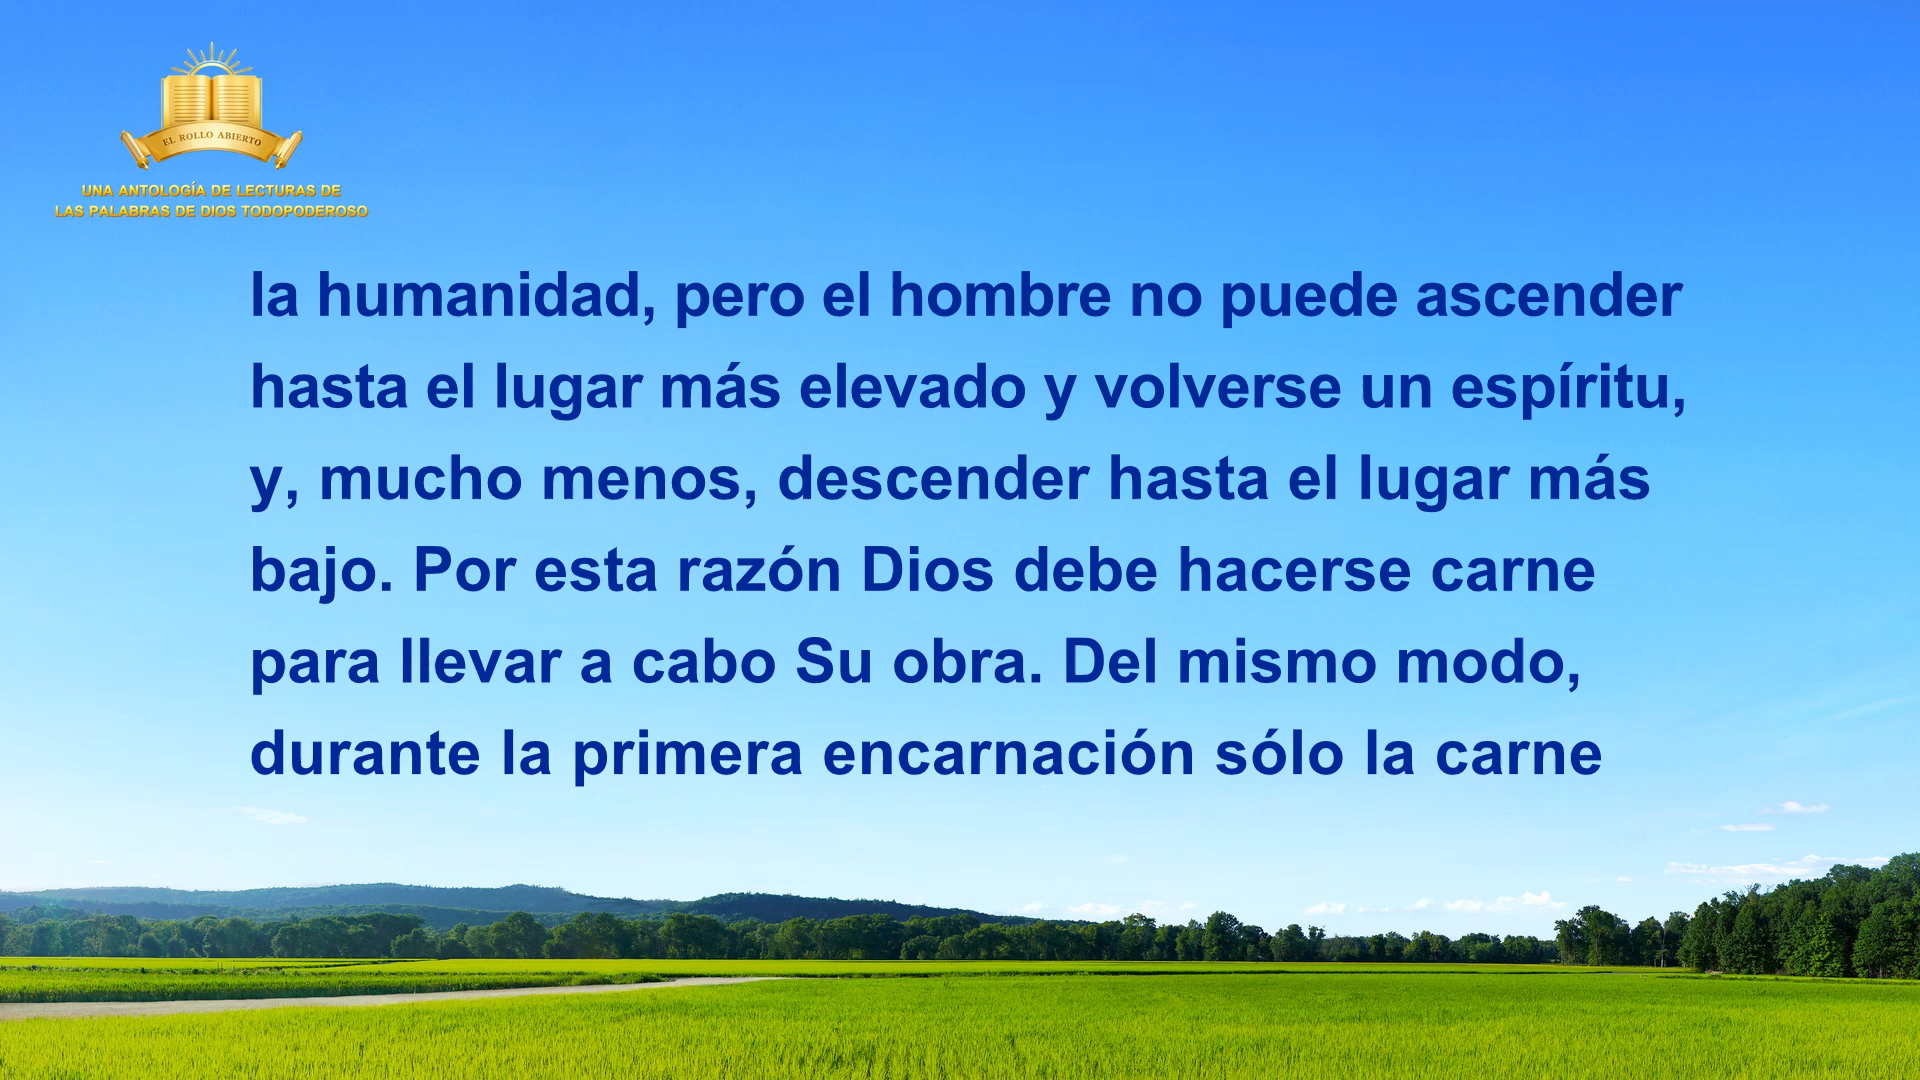 EL ROLLO ABIERTO
UNA ANTOLOGÍA DE LECTURAS DE
LAS PALABRAS DE DIOS TODOPODEROSO
la humanidad, pero el hombre no puede ascender
hasta el lugar más elevado y volverse un espíritu,
y, mucho menos, descender hasta el lugar más
bajo. Por esta razón Dios debe hacerse carne
para llevar a cabo Su obra. Del mismo modo,
durante la primera encarnación sólo la carne